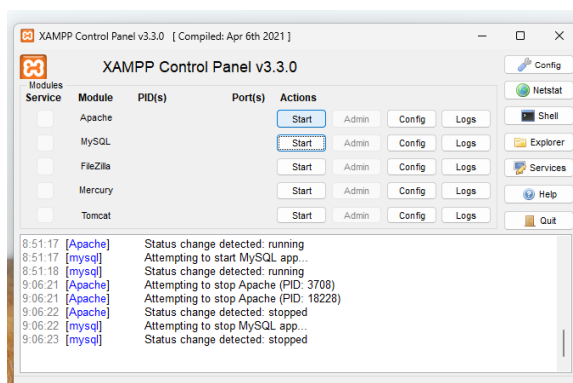 XAMPP Control Panel v3.3.0 [ Compiled: Apr 6th 2021 ]
XAMPP Control Panel v3.3.0
Config
Modules
Service Module PID(s) Port(s) Actions
Netstat
Apache Start Admin Config Logs
Shell
MySQL Start Admin Config Logs
Explorer
FileZilla Start Admin Config Logs
Services
Mercury Start Admin Config Logs
Help
Tomcat Start Admin Config Logs
Quit
8:51:17 [Apache] Status change detected: running
8:51:17 [mysql] Attempting to start MySQL app...
8:51:18 [mysql] Status change detected: running
9:06:21 [Apache] Attempting to stop Apache (PID: 3708)
9:06:21 [Apache] Attempting to stop Apache (PID: 18228)
9:06:22 [Apache] Status change detected: stopped
9:06:22 [mysql] Attempting to stop MySQL app...
9:06:23 [mysql] Status change detected: stopped